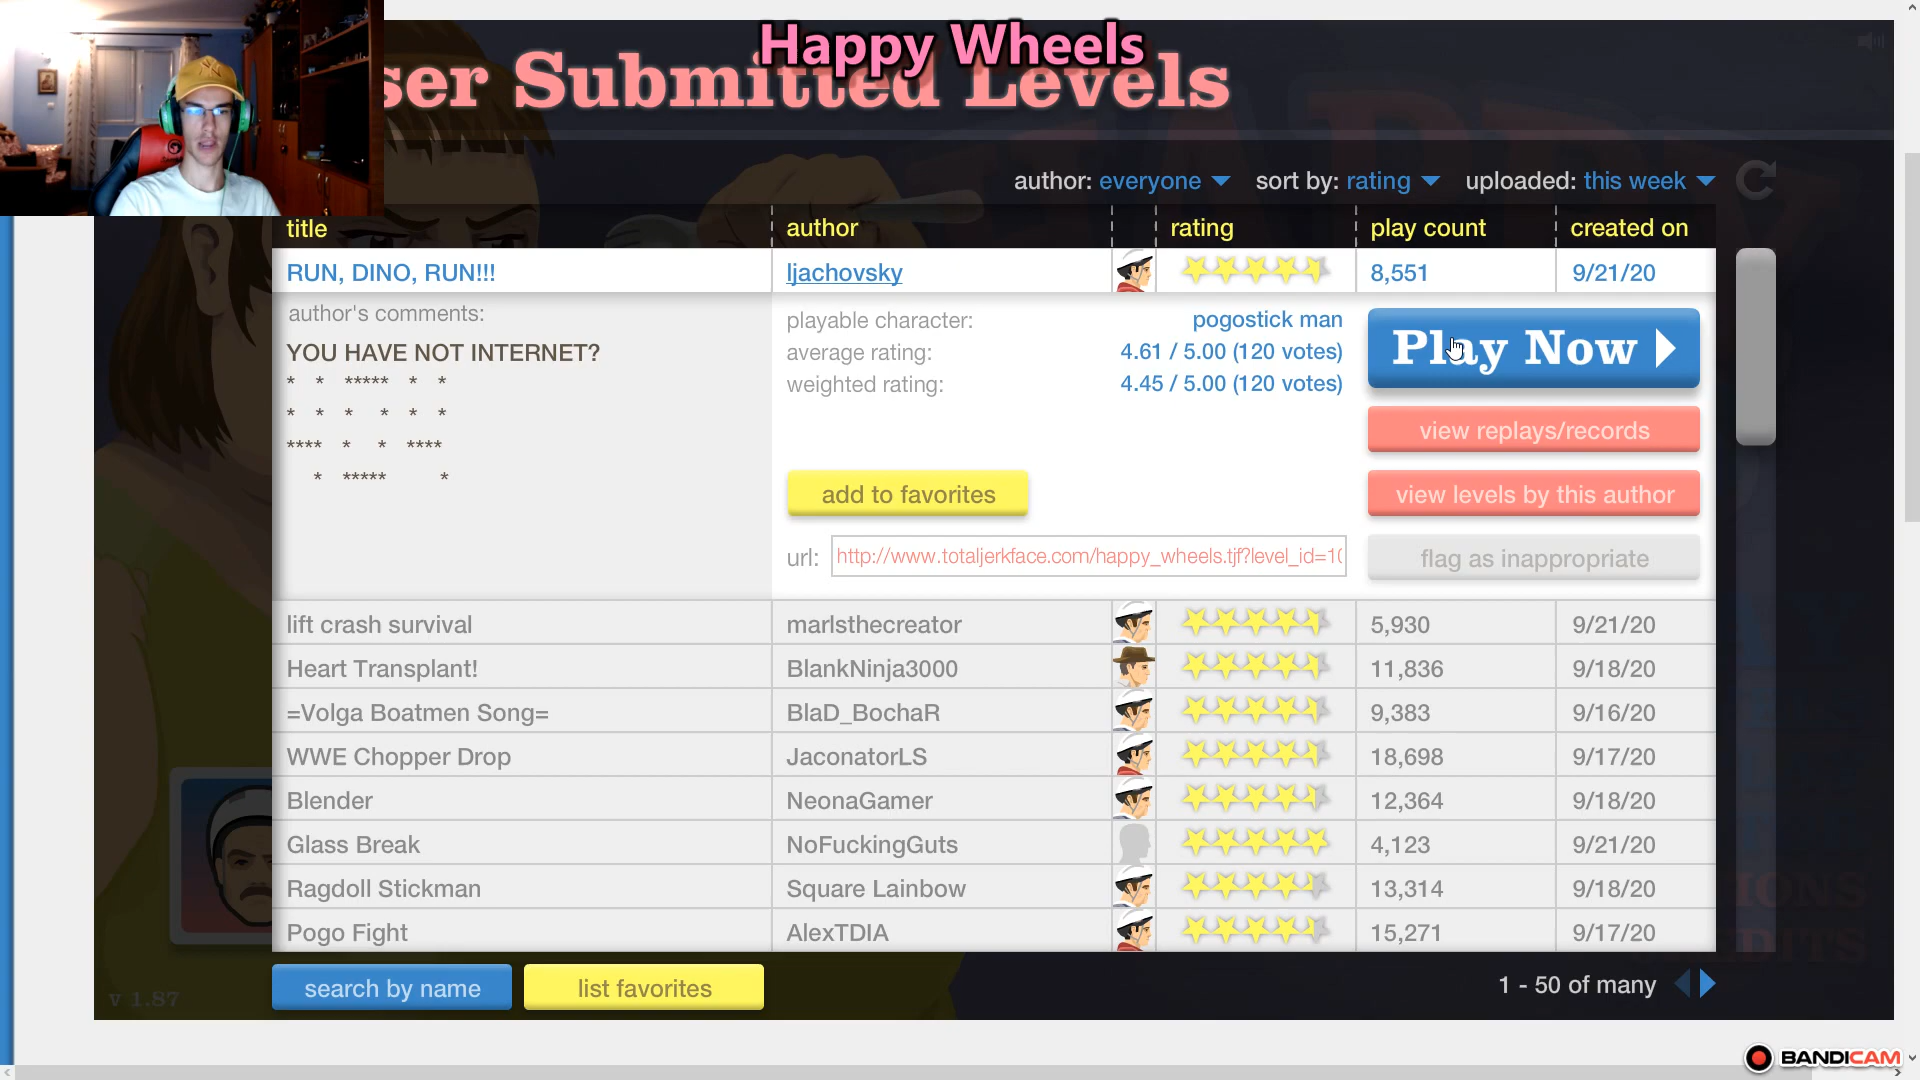 Happy Wheels
ser Submitted Levels
author: everyone sort by: rating uploaded: this week
title author rating play count created on
RUN, DINO, RUN!!! ljachovsky 8,551 9/21/20
author's comments:
YOU HAVE NOT INTERNET?
* * ***** * *
* * * * * *
**** * * ****
* ***** *
playable character: pogostick man
average rating: 4.61 / 5.00 (120 votes)
weighted rating: 4.45 / 5.00 (120 votes)
add to favorites
url: http://www.totaljerkface.com/happy_wheels.tjf?level_id=1(
Play Now
view replays/records
view levels by this author
flag as inappropriate
lift crash survival marlsthecreator 5,930 9/21/20
Heart Transplant! BlankNinja3000 11,836 9/18/20
=Volga Boatmen Song= BlaD_BochaR 9,383 9/16/20
WWE Chopper Drop JaconatorLS 18,698 9/17/20
Blender NeonaGamer 12,364 9/18/20
Glass Break NoFuckingGuts 4,123 9/21/20
Ragdoll Stickman Square Lainbow 13,314 9/18/20
Pogo Fight AlexTDIA 15,271 9/17/20
v 1.87
search by name list favorites 1 - 50 of many
BANDICAM